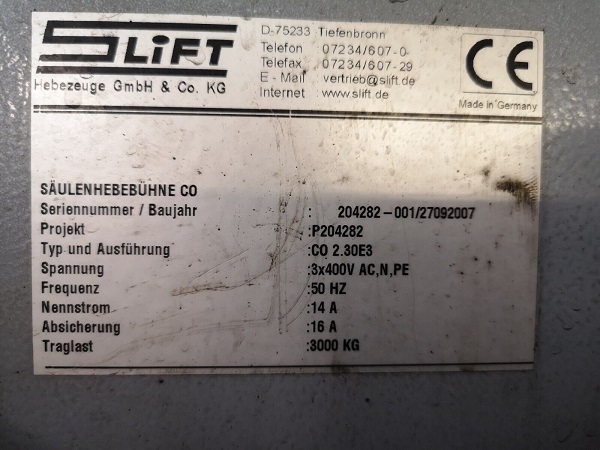 SLiFT
Hebezeuge GmbH & Co. KG
D-75233 Tiefenbronn
Telefon 07234/607-0
Telefax 07234/607-29
E - Mail vertrieb@slift.de
Internet www.slift.de
CE
Made in Germany
SÄULENHEBEBÜHNE CO
Seriennummer / Baujahr : 204282-001/27092007
Projekt :P204282
Typ und Ausführung :CO 2.30E3
Spannung :3x400V AC,N,PE
Frequenz :50 HZ
Nennstrom :14 A
Absicherung :16 A
Traglast :3000 KG